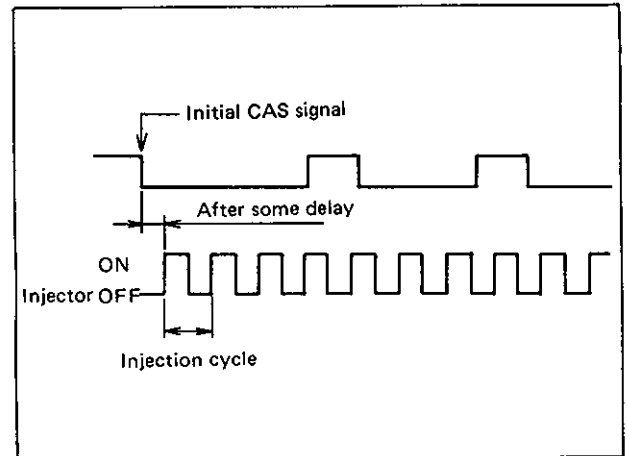 Initial CAS signal
After some delay
ON
Injector OFF
Injection cycle